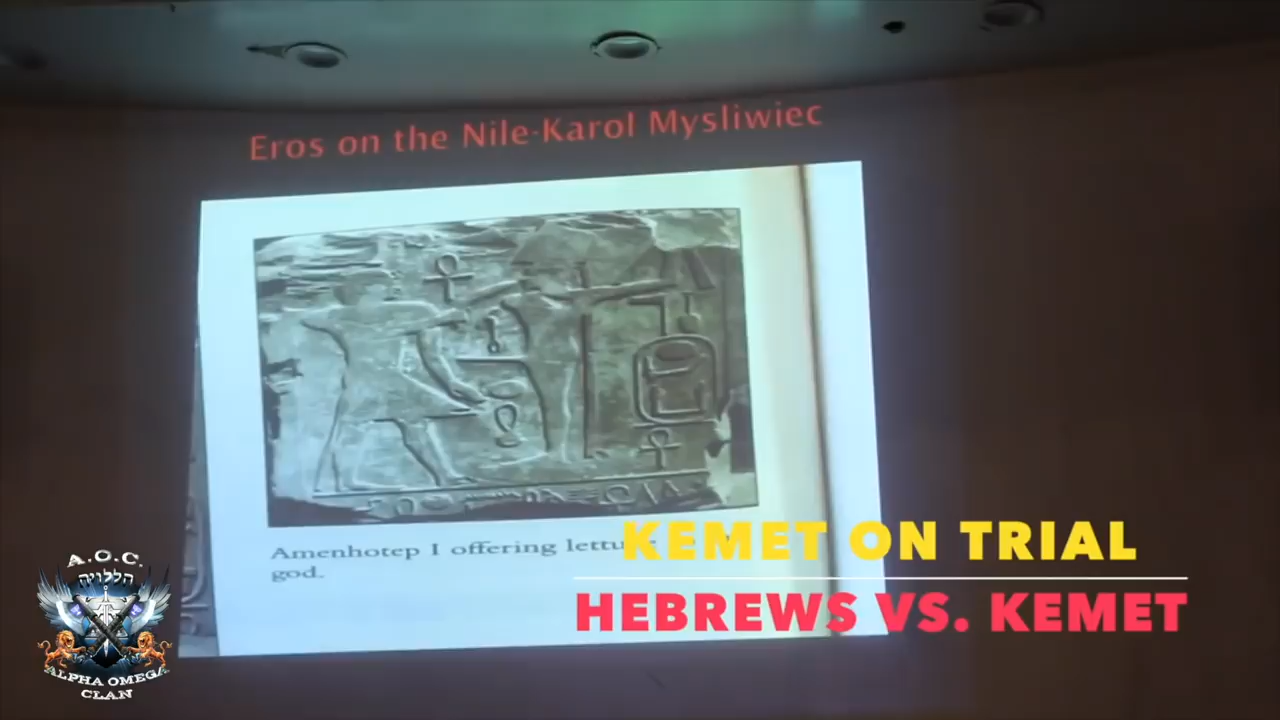 Eros on the Nile-Karol Mysliwiec
Amenhotep I offering lettu
god.
KEMET ON TRIAL
HEBREWS VS. KEMET
A.O.C.
הללויה
ALPHA OMEGA
CLAN